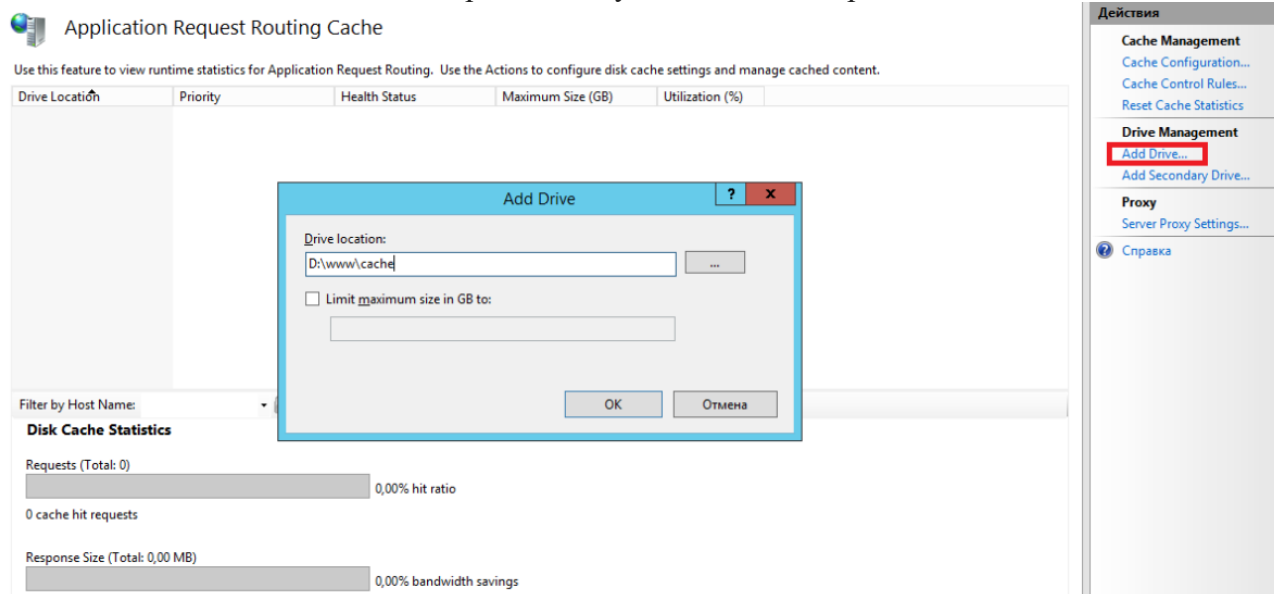 Application Request Routing Cache
Use this feature to view runtime statistics for Application Request Routing. Use the Actions to configure disk cache settings and manage cached content.
Drive Location Priority Health Status Maximum Size (GB) Utilization (%)
Add Drive
? x
Drive location:
D:\www\cache
...
Limit maximum size in GB to:
OK Отмена
Filter by Host Name:
Disk Cache Statistics
Requests (Total: 0)
0,00% hit ratio
0 cache hit requests
Response Size (Total: 0,00 MB)
0,00% bandwidth savings
Действия
Cache Management
Cache Configuration...
Cache Control Rules...
Reset Cache Statistics
Drive Management
Add Drive...
Add Secondary Drive...
Proxy
Server Proxy Settings...
? Справка